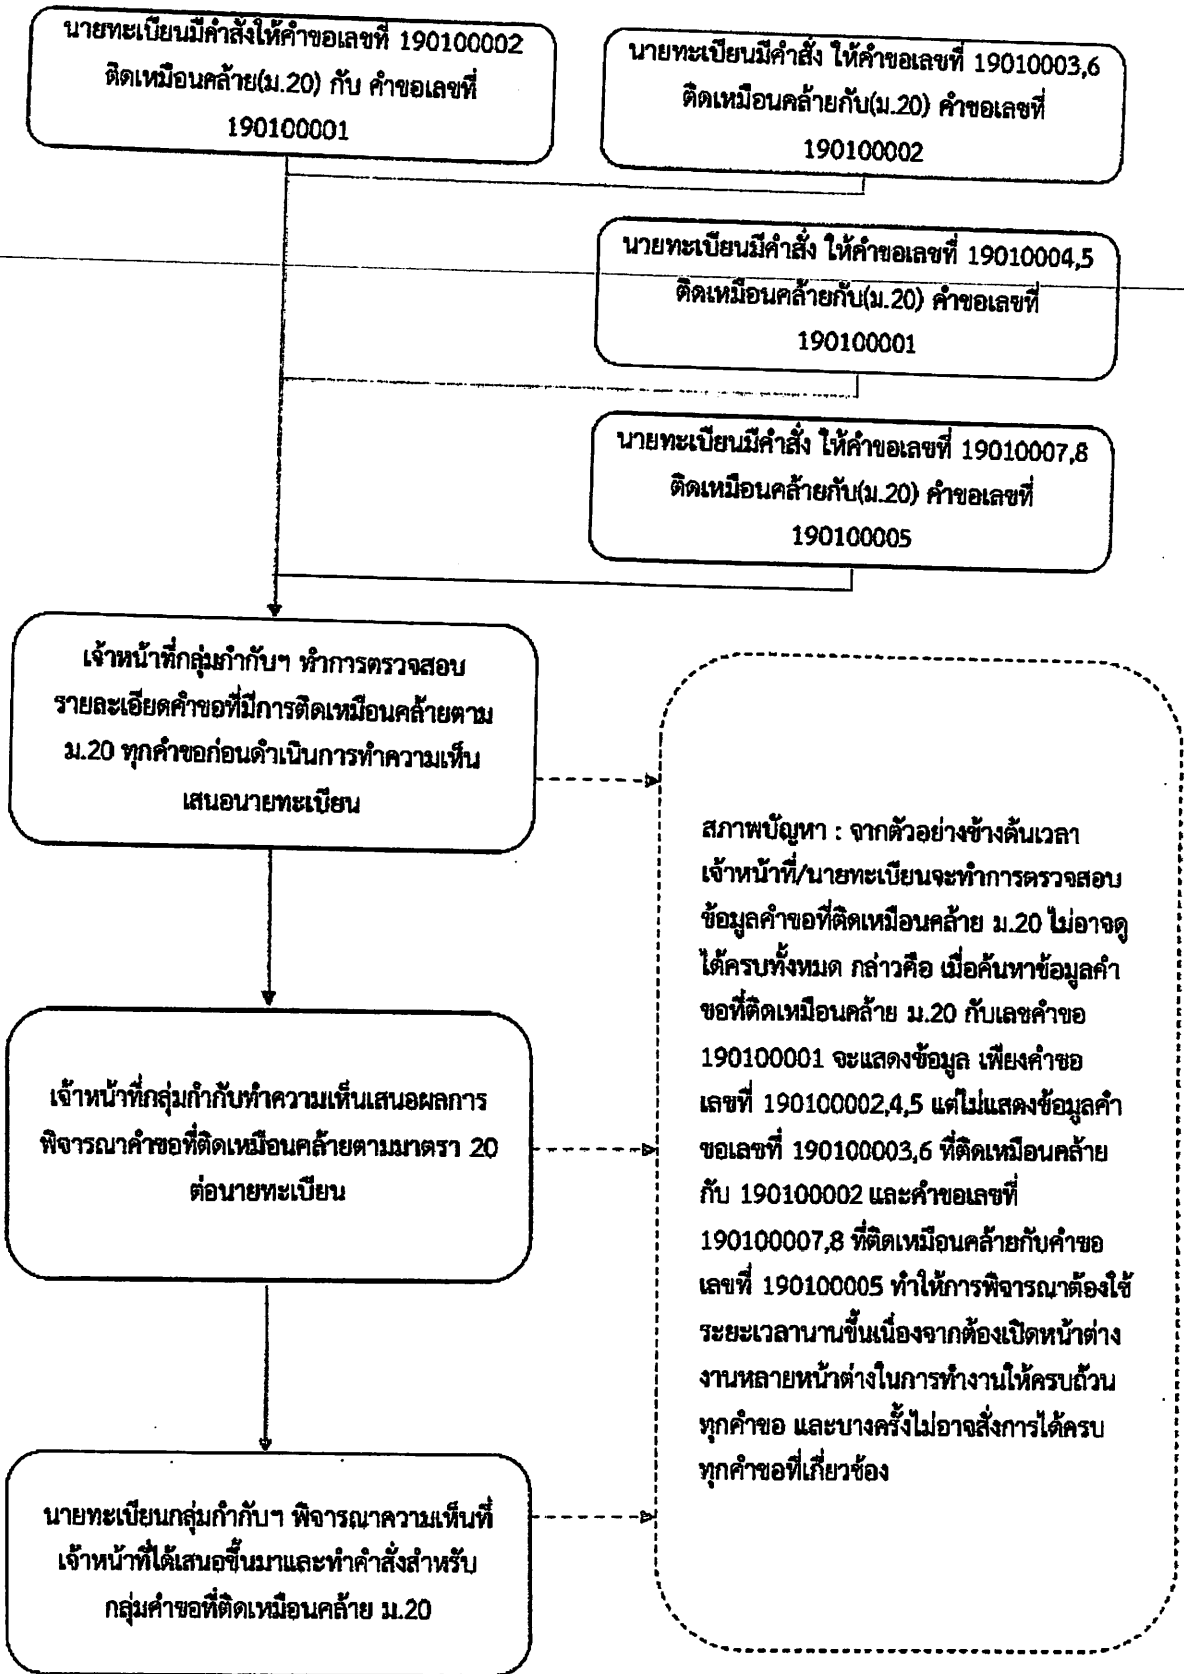 นายทะเบียนมีคำสั่งให้คำขอเลขที่ 190100002
ติดเหมือนคล้าย(ม.20) กับ คำขอเลขที่
190100001
นายทะเบียนมีคำสั่ง ให้คำขอเลขที่ 19010003,6
ติดเหมือนคล้ายกับ(ม.20) คำขอเลขที่
190100002
นายทะเบียนมีคำสั่ง ให้คำขอเลขที่ 19010004,5
ติดเหมือนคล้ายกับ(ม.20) คำขอเลขที่
190100001
นายทะเบียนมีคำสั่ง ให้คำขอเลขที่ 19010007,8
ติดเหมือนคล้ายกับ(ม.20) คำขอเลขที่
190100005
เจ้าหน้าที่กลุ่มกำกับฯ ทำการตรวจสอบ
รายละเอียดคำขอที่มีการติดเหมือนคล้ายตาม
ม.20 ทุกคำขอก่อนดำเนินการทำความเห็น
เสนอนายทะเบียน
เจ้าหน้าที่กลุ่มกำกับทำความเห็นเสนอผลการ
พิจารณาคำขอที่ติดเหมือนคล้ายตามมาตรา 20
ต่อนายทะเบียน
นายทะเบียนกลุ่มกำกับฯ พิจารณาความเห็นที่
เจ้าหน้าที่ได้เสนอขึ้นมาและทำคำสั่งสำหรับ
กลุ่มคำขอที่ติดเหมือนคล้าย ม.20
สภาพปัญหา : จากตัวอย่างข้างต้นเวลา
เจ้าหน้าที่/นายทะเบียนจะทำการตรวจสอบ
ข้อมูลคำขอที่ติดเหมือนคล้าย ม.20 ไม่อาจดู
ได้ครบทั้งหมด กล่าวคือ เมื่อค้นหาข้อมูลคำ
ขอที่ติดเหมือนคล้าย ม.20 กับเลขคำขอ
190100001 จะแสดงข้อมูล เพียงคำขอ
เลขที่ 190100002,4,5 แต่ไม่แสดงข้อมูลคำ
ขอเลขที่ 190100003,6 ที่ติดเหมือนคล้าย
กับ 190100002 และคำขอเลขที่
190100007,8 ที่ติดเหมือนคล้ายกับคำขอ
เลขที่ 190100005 ทำให้การพิจารณาต้องใช้
ระยะเวลานานขึ้นเนื่องจากต้องเปิดหน้าต่าง
งานหลายหน้าต่างในการทำงานให้ครบถ้วน
ทุกคำขอ และบางครั้งไม่อาจสั่งการได้ครบ
ทุกคำขอที่เกี่ยวข้อง